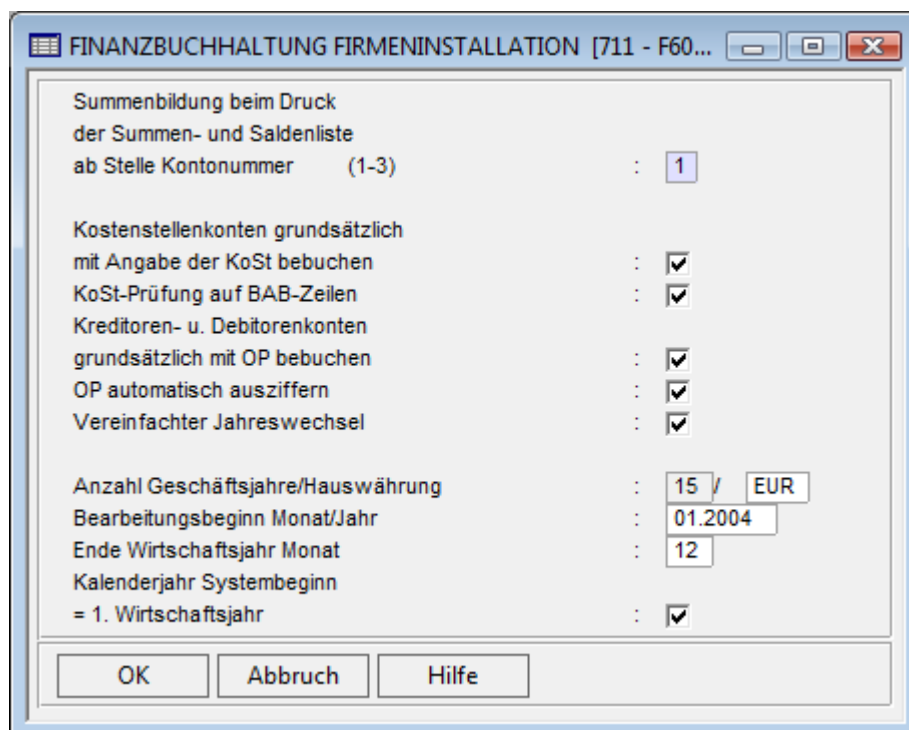 FINANZBUCHHALTUNG FIRMENINSTALLATION [711 - F60...
Summenbildung beim Druck
der Summen- und Saldenliste
ab Stelle Kontonummer (1-3) : 1
Kostenstellenkonten grundsätzlich
mit Angabe der KoSt bebuchen :
KoSt-Prüfung auf BAB-Zeilen :
Kreditoren- u. Debitorenkonten
grundsätzlich mit OP bebuchen :
OP automatisch ausziffern :
Vereinfachter Jahreswechsel :
Anzahl Geschäftsjahre/Hauswährung : 15 / EUR
Bearbeitungsbeginn Monat/Jahr : 01.2004
Ende Wirtschaftsjahr Monat : 12
Kalenderjahr Systembeginn
= 1. Wirtschaftsjahr :
OK Abbruch Hilfe